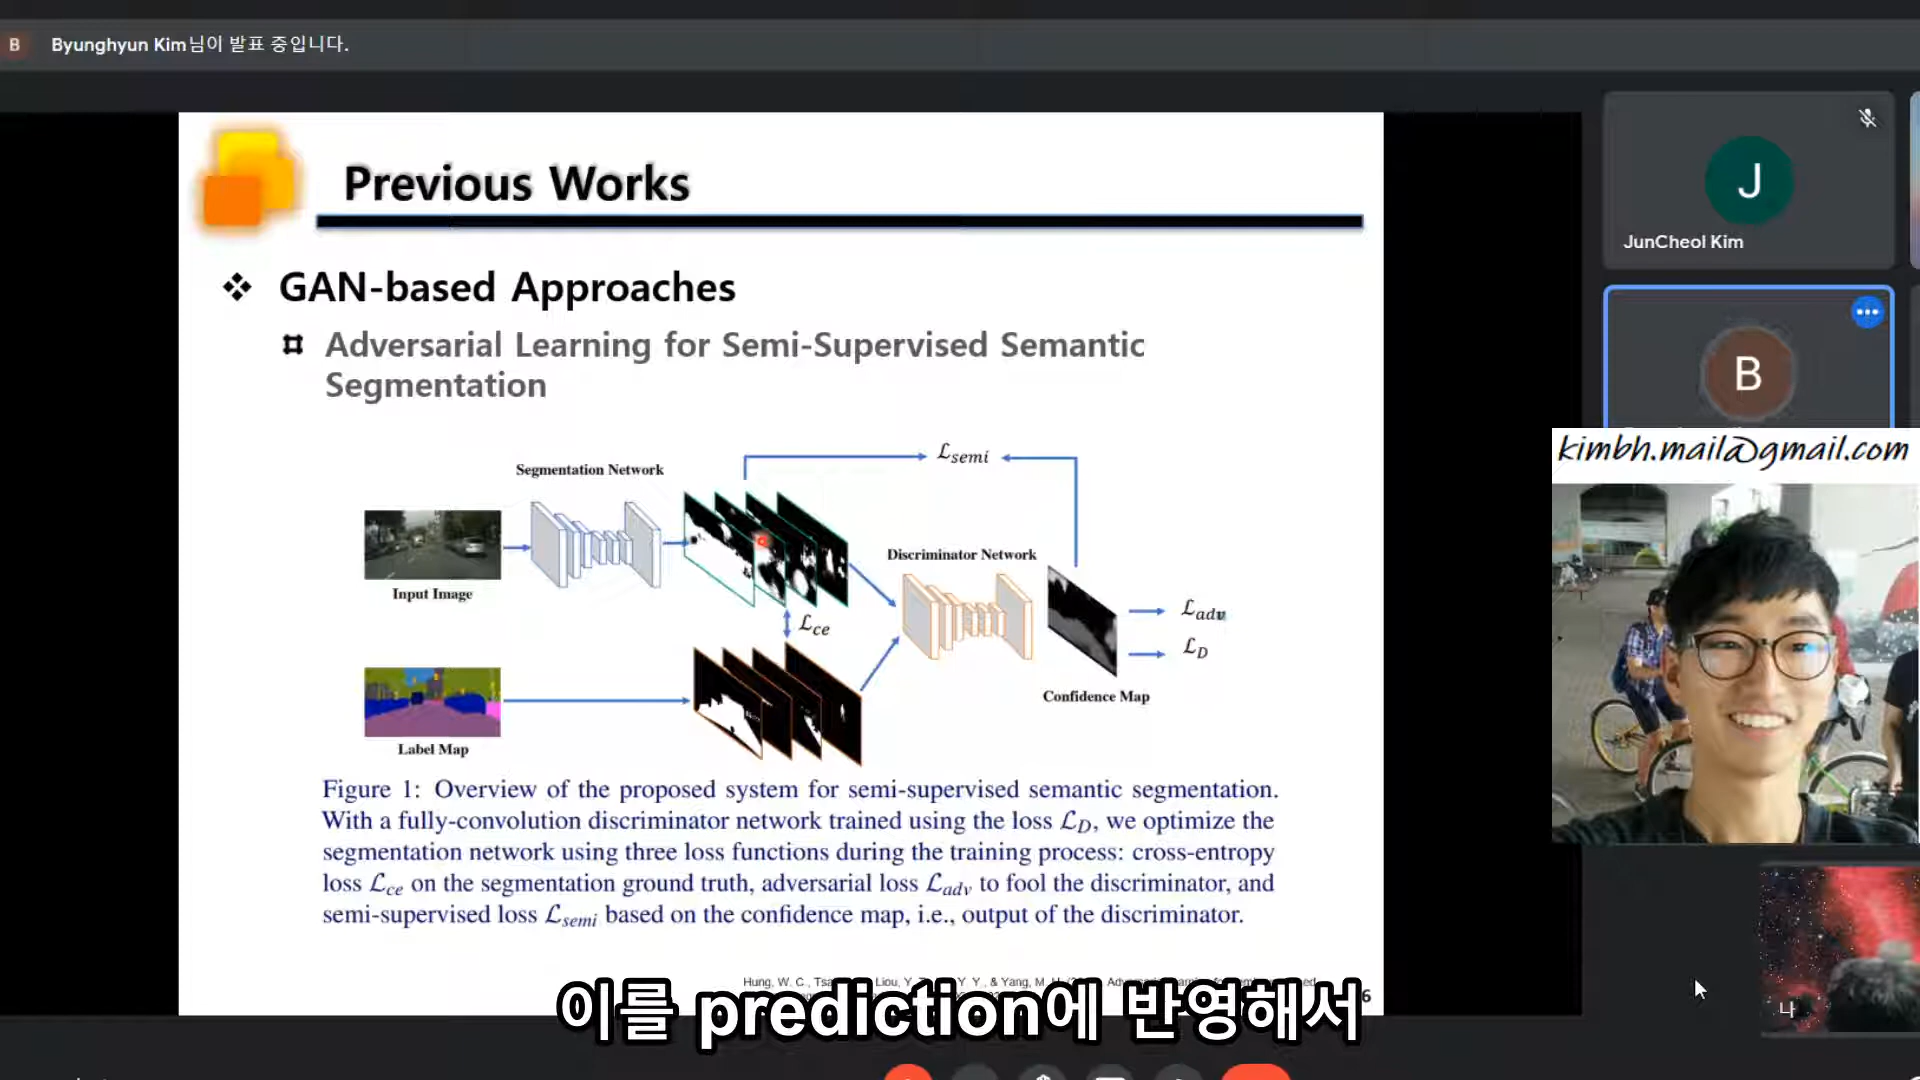 B
Byunghyun Kim님이 발표 중입니다.
Previous Works
GAN-based Approaches
Adversarial Learning for Semi-Supervised Semantic
Segmentation
Segmentation Network
ℒsemi
Input Image
Discriminator Network
ℒce
ℒadv
ℒD
Confidence Map
Label Map
Figure 1: Overview of the proposed system for semi-supervised semantic segmentation.
With a fully-convolution discriminator network trained using the loss ℒD, we optimize the
segmentation network using three loss functions during the training process: cross-entropy
loss ℒce on the segmentation ground truth, adversarial loss ℒadv to fool the discriminator, and
semi-supervised loss ℒsemi based on the confidence map, i.e., output of the discriminator.
Hung, W. C., Liou, Y. Y., & Yang, M.
6
이를 prediction에 반영해서
J
JunCheol Kim
B
kimbh.mail@gmail.com
나